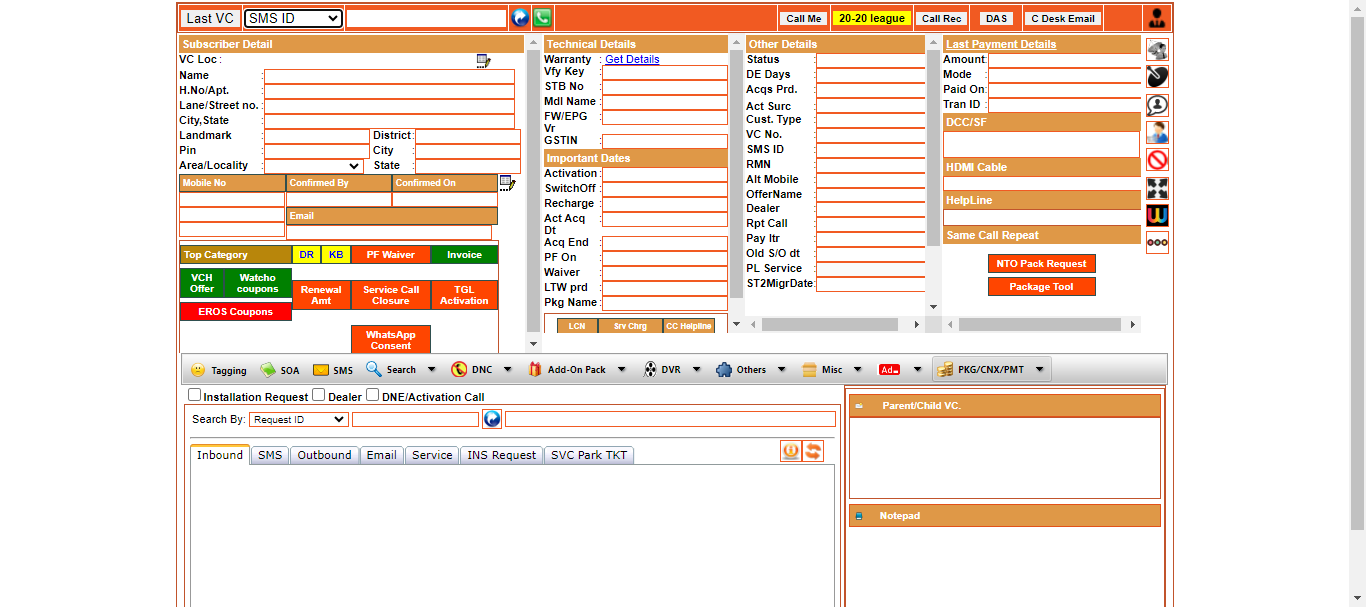 Last VC SMS ID Call Me 20-20 league Call Rec DAS C Desk Email
Subscriber Detail
VC Loc :
Name :
H.No/Apt. :
Lane/Street no. :
City,State :
Landmark : District :
Pin : City :
Area/Locality : State :
Mobile No Confirmed By Confirmed On
Email
Top Category DR KB PF Waiver Invoice
VCH Offer
Watcho coupons
Renewal Amt
Service Call Closure
TGL Activation
EROS Coupons
WhatsApp Consent
Technical Details
Warranty : Get Details
Vfy Key :
STB No :
Mdl Name :
FW/EPG Vr :
GSTIN :
Important Dates
Activation :
SwitchOff :
Recharge :
Act Acq Dt :
Acq End :
PF On :
Waiver :
LTW prd :
Pkg Name :
LCN Srv Chrg CC Helpline
Other Details
Status :
DE Days :
Acqs Prd. :
Act Surc :
Cust. Type :
VC No. :
SMS ID :
RMN :
Alt Mobile :
OfferName :
Dealer :
Rpt Call :
Pay Itr :
Old S/O dt :
PL Service :
ST2MigrDate:
Last Payment Details
Amount:
Mode :
Paid On:
Tran ID :
DCC/SF
HDMI Cable
HelpLine
Same Call Repeat
NTO Pack Request
Package Tool
Tagging SOA SMS Search DNC Add-On Pack DVR Others Misc Ad PKG/CNX/PMT
Installation Request Dealer DNE/Activation Call
Search By: Request ID
Inbound SMS Outbound Email Service INS Request SVC Park TKT
Parent/Child VC.
Notepad